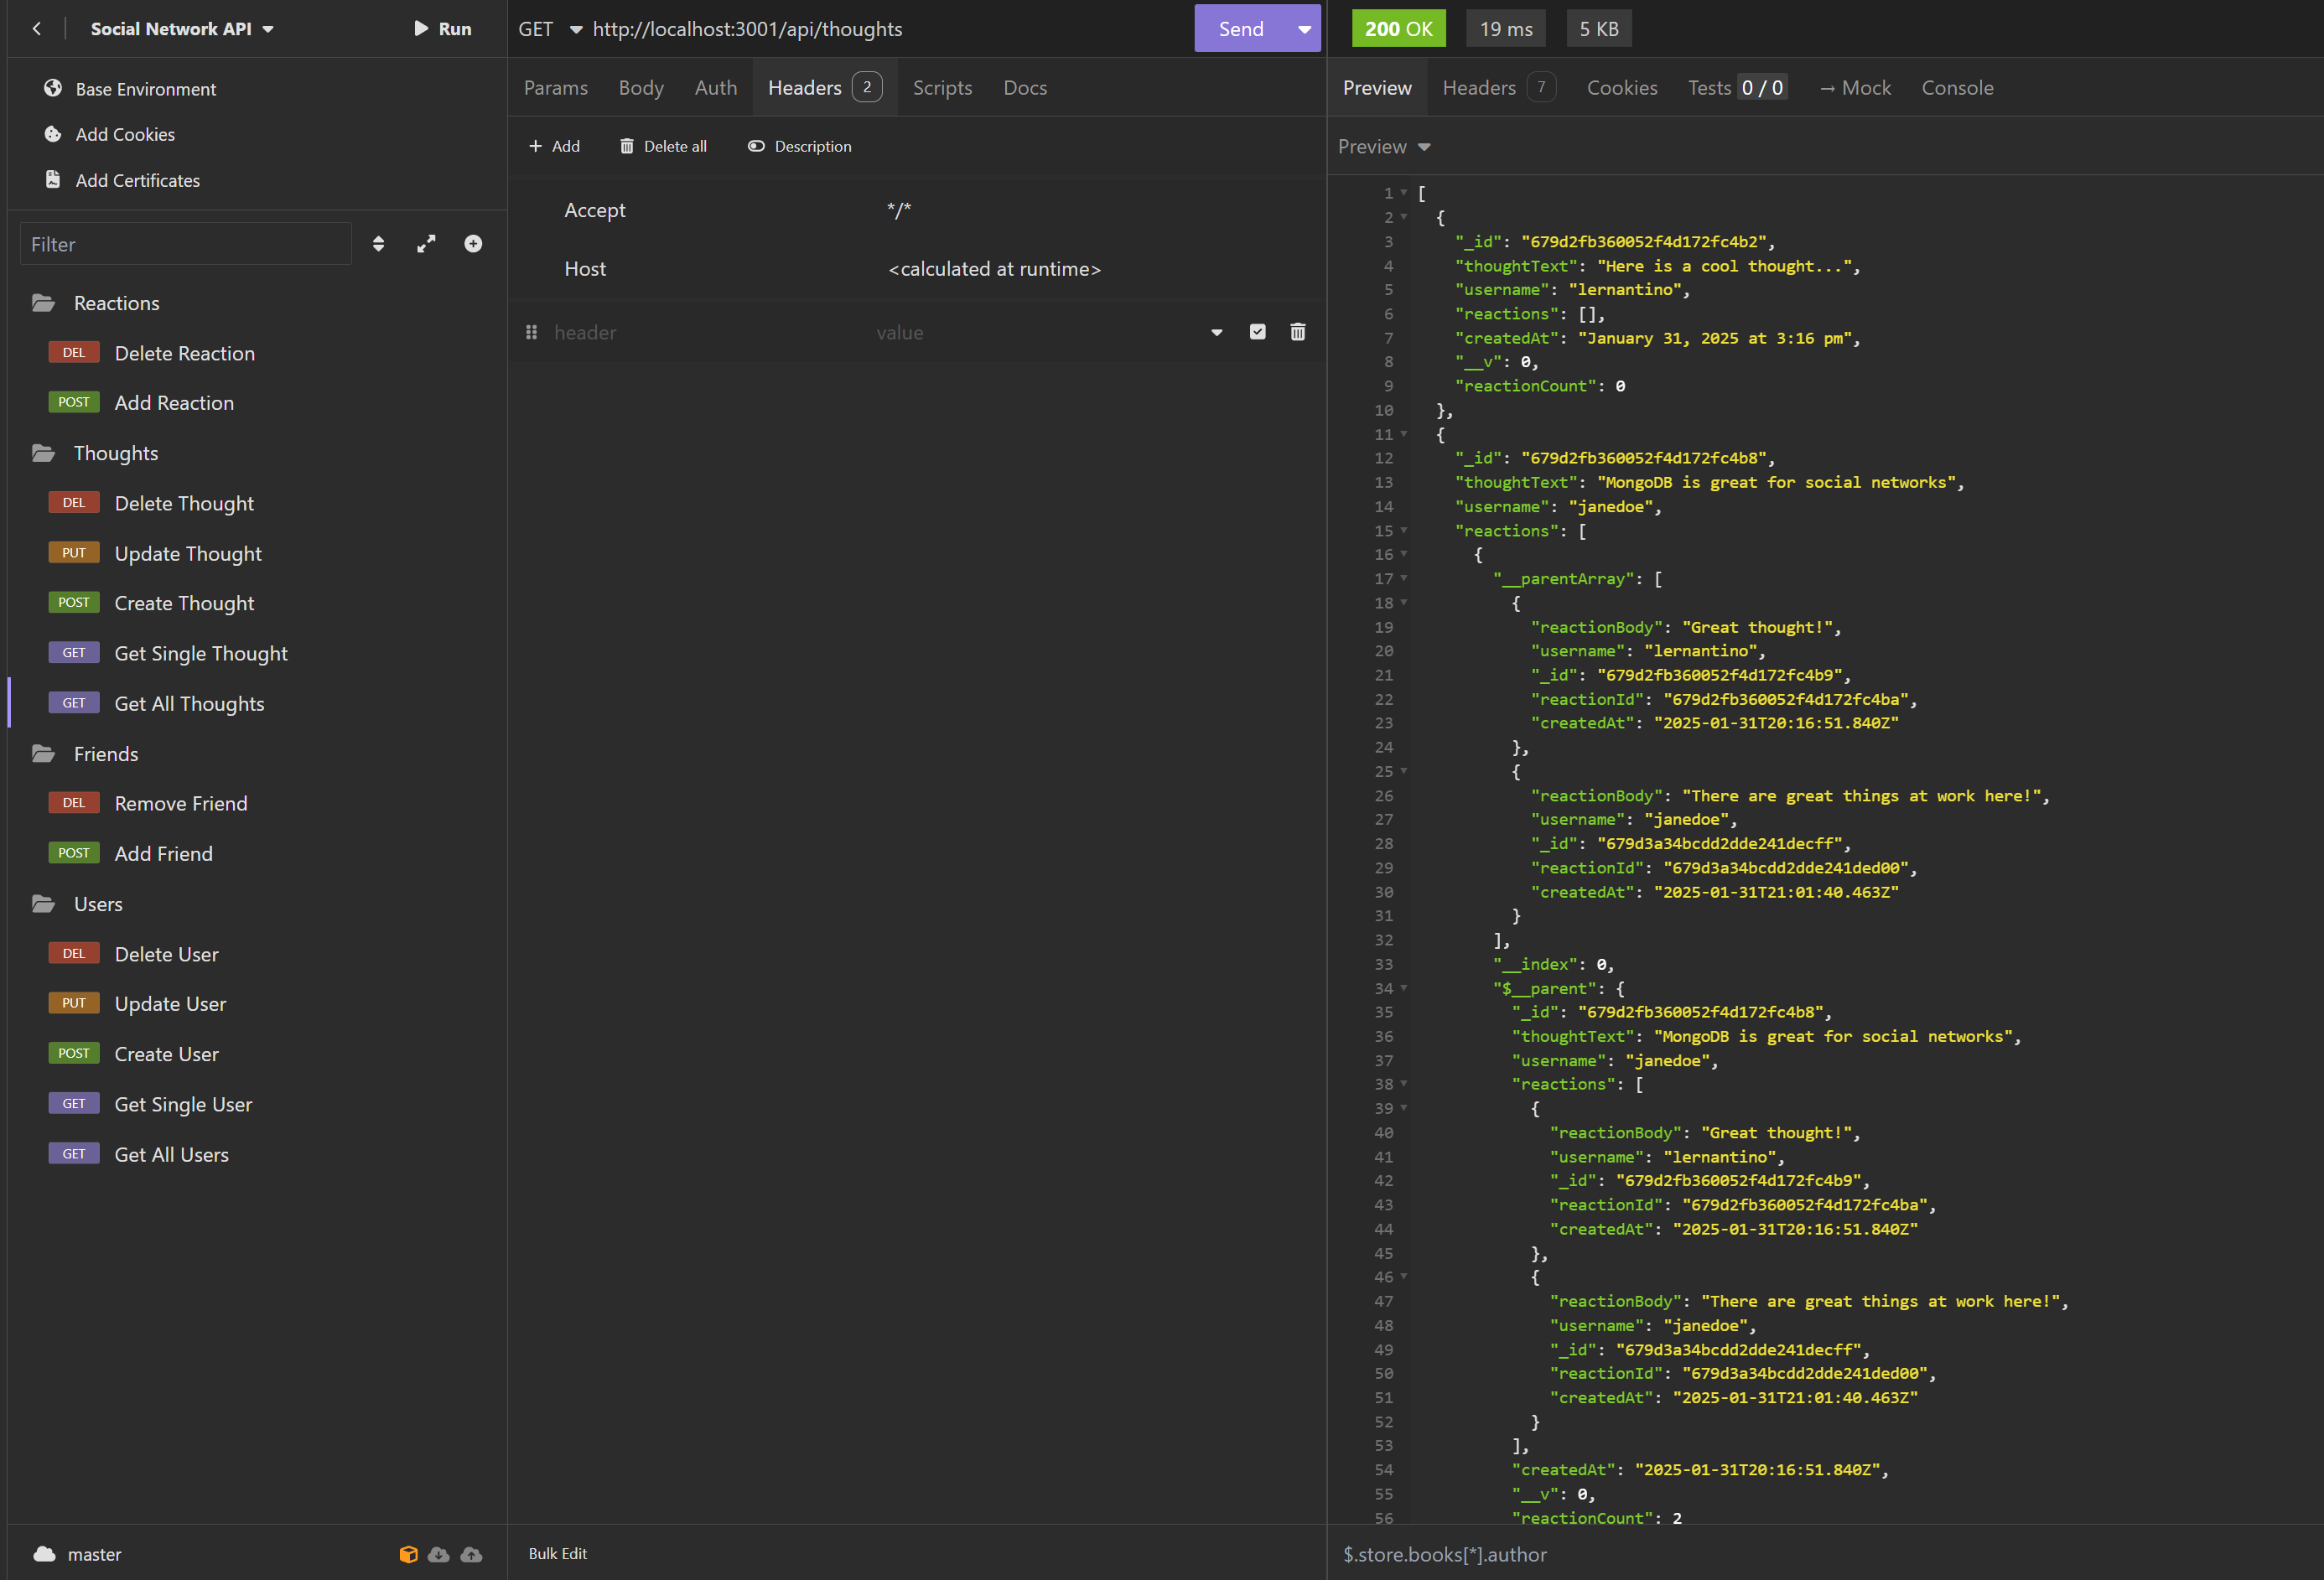 Social Network API
Run
Base Environment
Add Cookies
Add Certificates
Filter
Reactions
DEL Delete Reaction
POST Add Reaction
Thoughts
DEL Delete Thought
PUT Update Thought
POST Create Thought
GET Get Single Thought
GET Get All Thoughts
Friends
DEL Remove Friend
POST Add Friend
Users
DEL Delete User
PUT Update User
POST Create User
GET Get Single User
GET Get All Users
master
GET http://localhost:3001/api/thoughts Send
Params Body Auth Headers 2 Scripts Docs
+ Add Delete all Description
Accept */*
Host <calculated at runtime>
header value
Bulk Edit
200 OK 19 ms 5 KB
Preview Headers 7 Cookies Tests 0 / 0 → Mock Console
Preview
1 [
2 {
3 "_id": "679d2fb360052f4d172fc4b2",
4 "thoughtText": "Here is a cool thought...",
5 "username": "lernantino",
6 "reactions": [],
7 "createdAt": "January 31, 2025 at 3:16 pm",
8 "__v": 0,
9 "reactionCount": 0
10 },
11 {
12 "_id": "679d2fb360052f4d172fc4b8",
13 "thoughtText": "MongoDB is great for social networks",
14 "username": "janedoe",
15 "reactions": [
16 {
17 "__parentArray": [
18 {
19 "reactionBody": "Great thought!",
20 "username": "lernantino",
21 "_id": "679d2fb360052f4d172fc4b9",
22 "reactionId": "679d2fb360052f4d172fc4ba",
23 "createdAt": "2025-01-31T20:16:51.840Z"
24 },
25 {
26 "reactionBody": "There are great things at work here!",
27 "username": "janedoe",
28 "_id": "679d3a34bcdd2dde241decff",
29 "reactionId": "679d3a34bcdd2dde241ded00",
30 "createdAt": "2025-01-31T21:01:40.463Z"
31 }
32 ],
33 "__index": 0,
34 "$__parent": {
35 "_id": "679d2fb360052f4d172fc4b8",
36 "thoughtText": "MongoDB is great for social networks",
37 "username": "janedoe",
38 "reactions": [
39 {
40 "reactionBody": "Great thought!",
41 "username": "lernantino",
42 "_id": "679d2fb360052f4d172fc4b9",
43 "reactionId": "679d2fb360052f4d172fc4ba",
44 "createdAt": "2025-01-31T20:16:51.840Z"
45 },
46 {
47 "reactionBody": "There are great things at work here!",
48 "username": "janedoe",
49 "_id": "679d3a34bcdd2dde241decff",
50 "reactionId": "679d3a34bcdd2dde241ded00",
51 "createdAt": "2025-01-31T21:01:40.463Z"
52 }
53 ],
54 "createdAt": "2025-01-31T20:16:51.840Z",
55 "__v": 0,
56 "reactionCount": 2
$.store.books[*].author